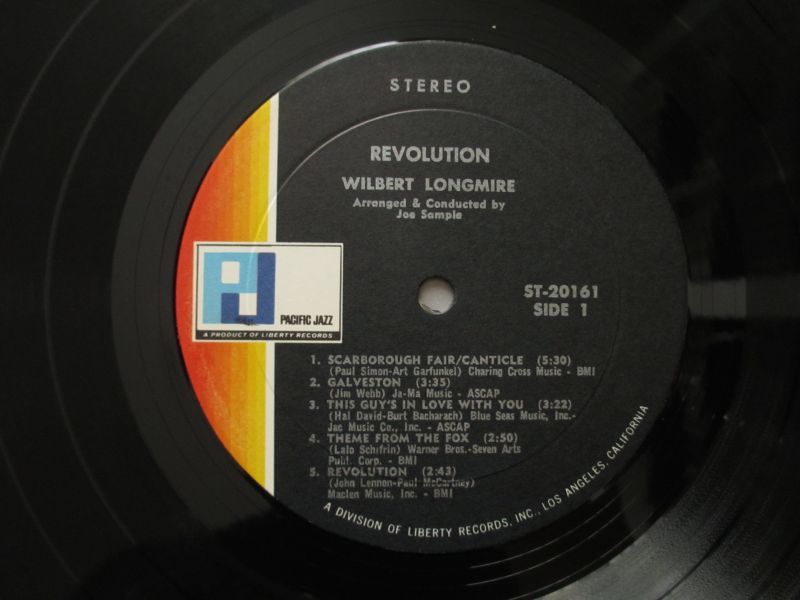 STEREO
REVOLUTION
WILBERT LONGMIRE
Arranged & Conducted by
Joe Sample
PJ
PACIFIC JAZZ
A PRODUCT OF LIBERTY RECORDS
ST-20161
SIDE 1
1. SCARBOROUGH FAIR/CANTICLE (5:30)
(Paul Simon-Art Garfunkel) Charing Cross Music - BMI
2. GALVESTON (3:35)
(Jim Webb) Ja-Ma Music - ASCAP
3. THIS GUY'S IN LOVE WITH YOU (3:22)
(Hal David-Burt Bacharach) Blue Seas Music, Inc.-
Jac Music Co., Inc. - ASCAP
4. THEME FROM THE FOX (2:50)
(Lalo Schifrin) Warner Bros.-Seven Arts
Publ. Corp. - BMI
5. REVOLUTION (2:43)
(John Lennon-Paul McCartney)
Maclen Music, Inc. - BMI
A DIVISION OF LIBERTY RECORDS, INC., LOS ANGELES, CALIFORNIA